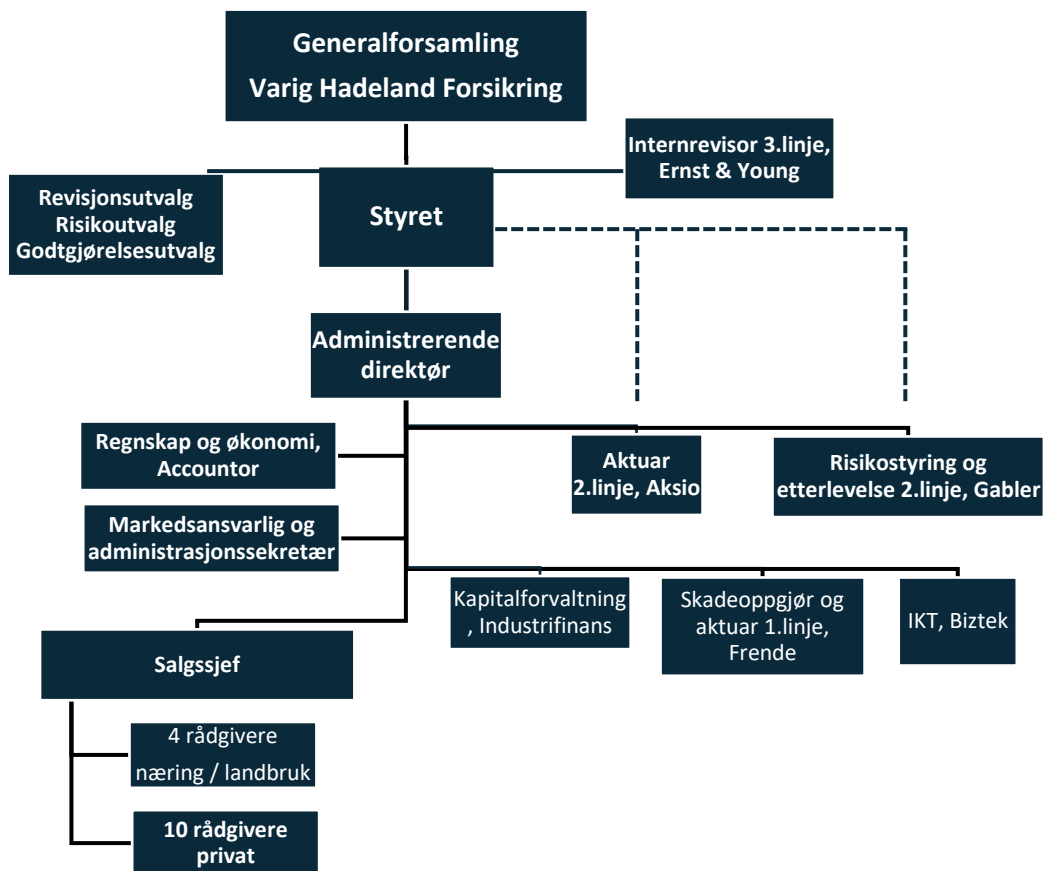 Generalforsamling
Varig Hadeland Forsikring
Internrevisor 3.linje,
Ernst & Young
Revisjonsutvalg
Risikoutvalg
Godtgjørelsesutvalg
Styret
Administrerende
direktør
Regnskap og økonomi,
Accountor
Aktuar
2.linje, Aksio
Risikostyring og
etterlevelse 2.linje, Gabler
Markedsansvarlig og
administrasjonssekretær
Kapitalforvaltning
, Industrifinans
Skadeoppgjør og
aktuar 1.linje,
Frende
IKT, Biztek
Salgssjef
4 rådgivere
næring / landbruk
10 rådgivere
privat